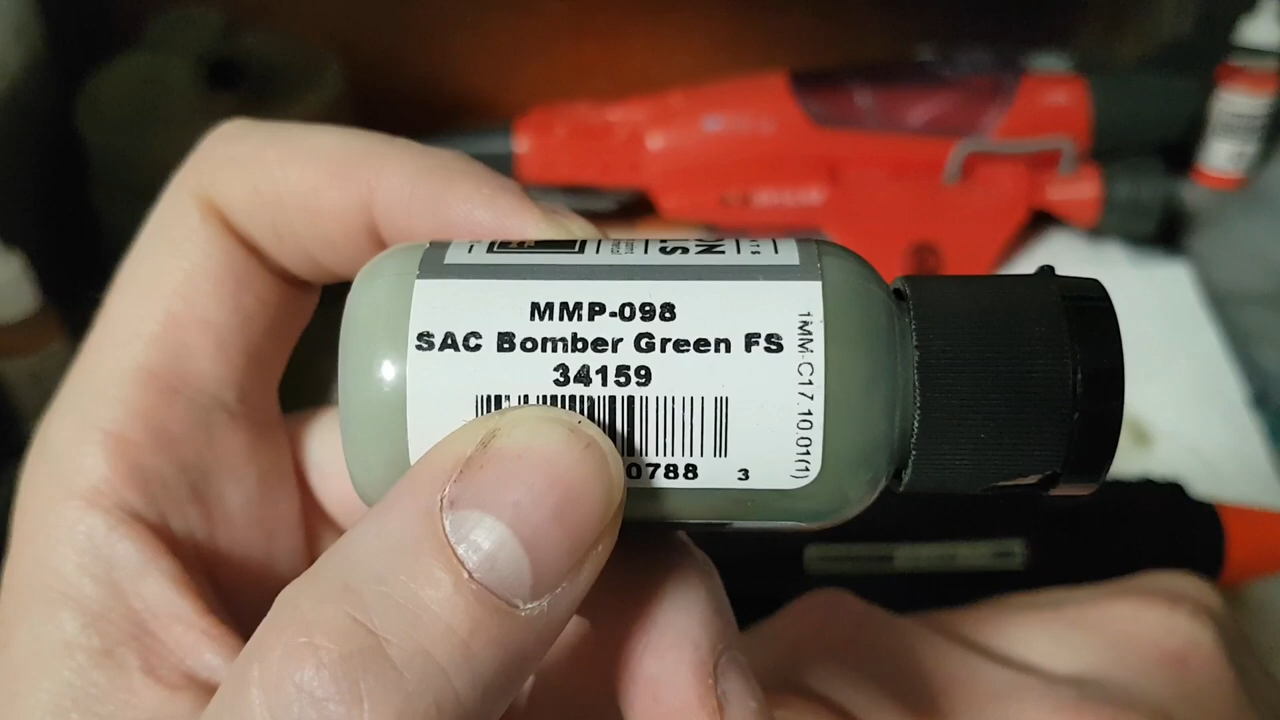 MMP-098
SAC Bomber Green FS
34159
0788 3
1MM-C17.10.01(1)